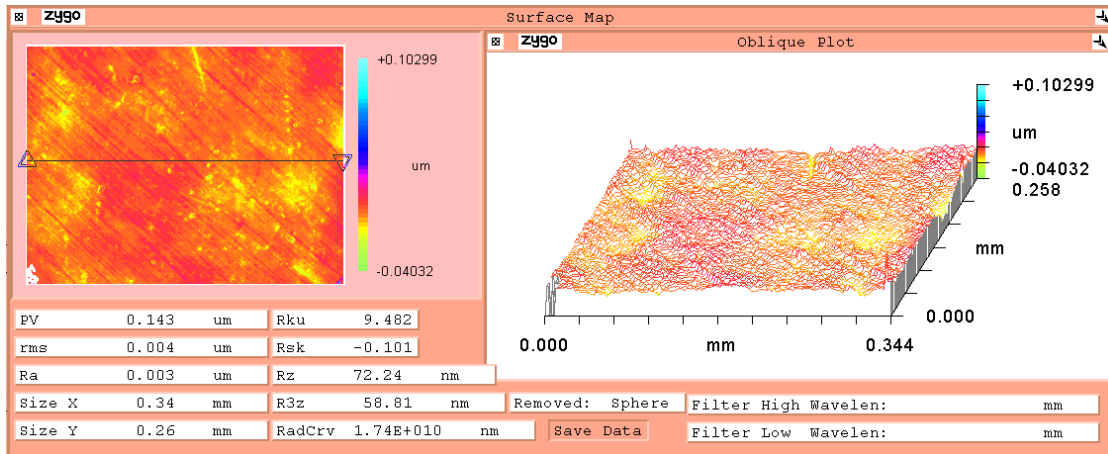 zygo Surface Map
zygo Oblique Plot
+0.10299
um
-0.04032
+0.10299
um
-0.04032
0.258
mm
0.000
0.000 mm 0.344
PV 0.143 um Rku 9.482
rms 0.004 um Rsk -0.101
Ra 0.003 um Rz 72.24 nm
Size X 0.34 mm R3z 58.81 nm Removed: Sphere Filter High Wavelen: mm
Size Y 0.26 mm RadCrv 1.74E+010 nm Save Data Filter Low Wavelen: mm